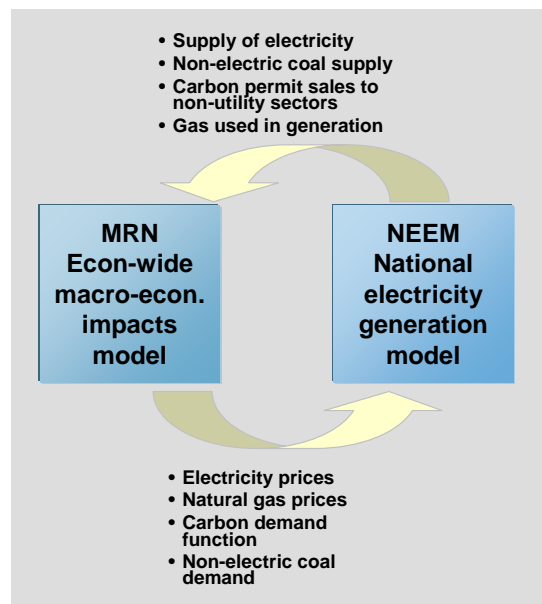 • Supply of electricity
• Non-electric coal supply
• Carbon permit sales to
non-utility sectors
• Gas used in generation
MRN
Econ-wide
macro-econ.
impacts
model
NEEM
National
electricity
generation
model
• Electricity prices
• Natural gas prices
• Carbon demand
function
• Non-electric coal
demand